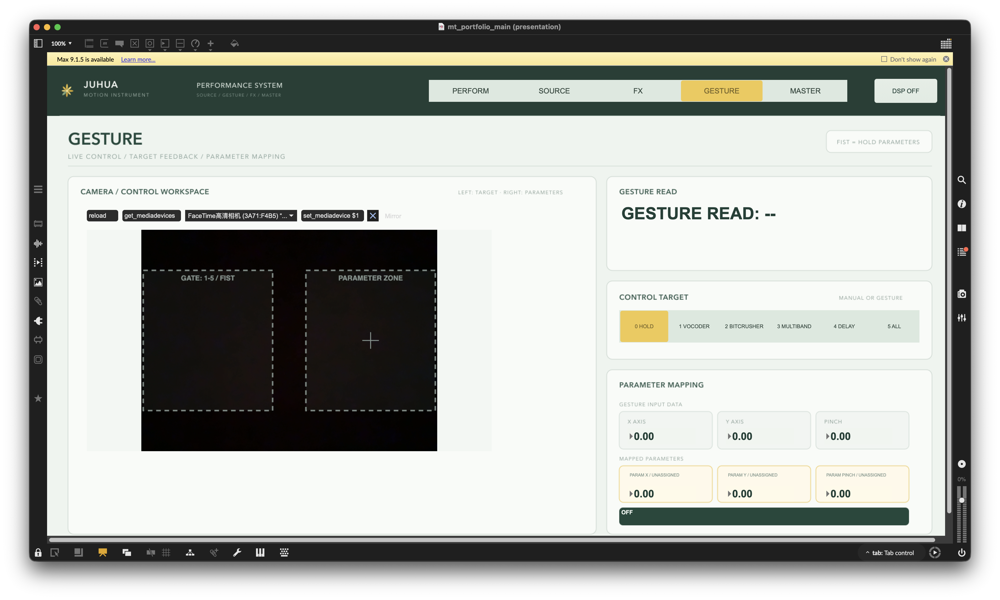 mt_portfolio_main (presentation)
100%
Max 9.1.5 is available Learn more... Don't show again
JUHUA
MOTION INSTRUMENT
PERFORMANCE SYSTEM
SOURCE / GESTURE / FX / MASTER
PERFORM SOURCE FX GESTURE MASTER
DSP OFF
GESTURE
LIVE CONTROL / TARGET FEEDBACK / PARAMETER MAPPING
FIST = HOLD PARAMETERS
CAMERA / CONTROL WORKSPACE
LEFT: TARGET · RIGHT: PARAMETERS
reload get_mediadevices FaceTime高清相机 (3A71:F4B5) “... set_mediadevice $1 Mirror
GATE: 1-5 / FIST
PARAMETER ZONE
GESTURE READ
GESTURE READ: --
CONTROL TARGET
MANUAL OR GESTURE
0 HOLD 1 VOCODER 2 BITCRUSHER 3 MULTIBAND 4 DELAY 5 ALL
PARAMETER MAPPING
GESTURE INPUT DATA
X AXIS Y AXIS PINCH
0.00 0.00 0.00
MAPPED PARAMETERS
PARAM X / UNASSIGNED PARAM Y / UNASSIGNED PARAM PINCH / UNASSIGNED
0.00 0.00 0.00
OFF
0%
tab: Tab control